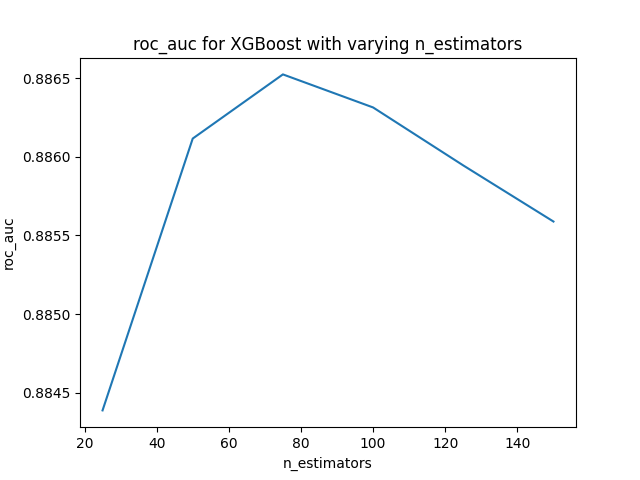 roc_auc for XGBoost with varying n_estimators
0.8865
0.8860
0.8855
0.8850
0.8845
roc_auc
20 40 60 80 100 120 140
n_estimators